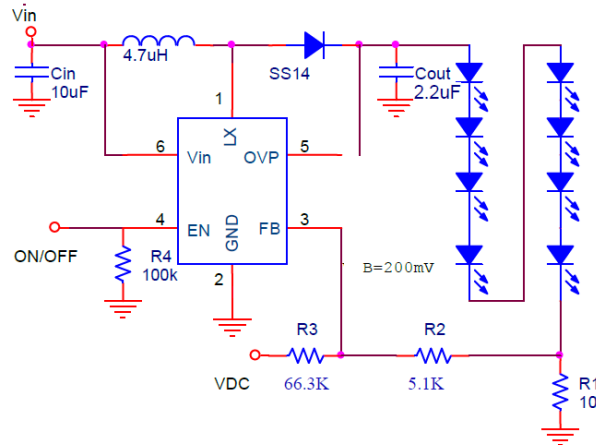 Vin
Cin
10uF
4.7uH
SS14
Cout
2.2uF
1
LX
6
Vin
OVP
5
4
EN
GND
FB
3
ON/OFF
R4
100k
2
B=200mV
R3
R2
VDC
66.3K
5.1K
R1
10